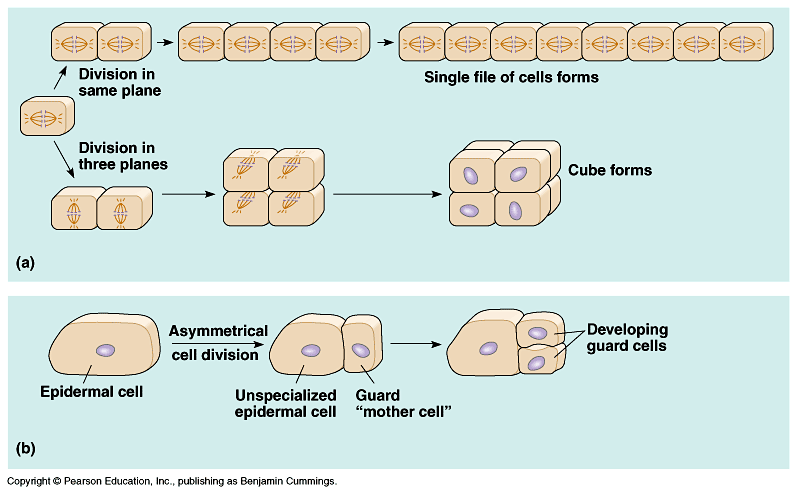 Division in
same plane
Single file of cells forms
Division in
three planes
Cube forms
(a)
Asymmetrical
cell division
Developing
guard cells
Epidermal cell
Unspecialized
epidermal cell
Guard
“mother cell”
(b)
Copyright © Pearson Education, Inc., publishing as Benjamin Cummings.